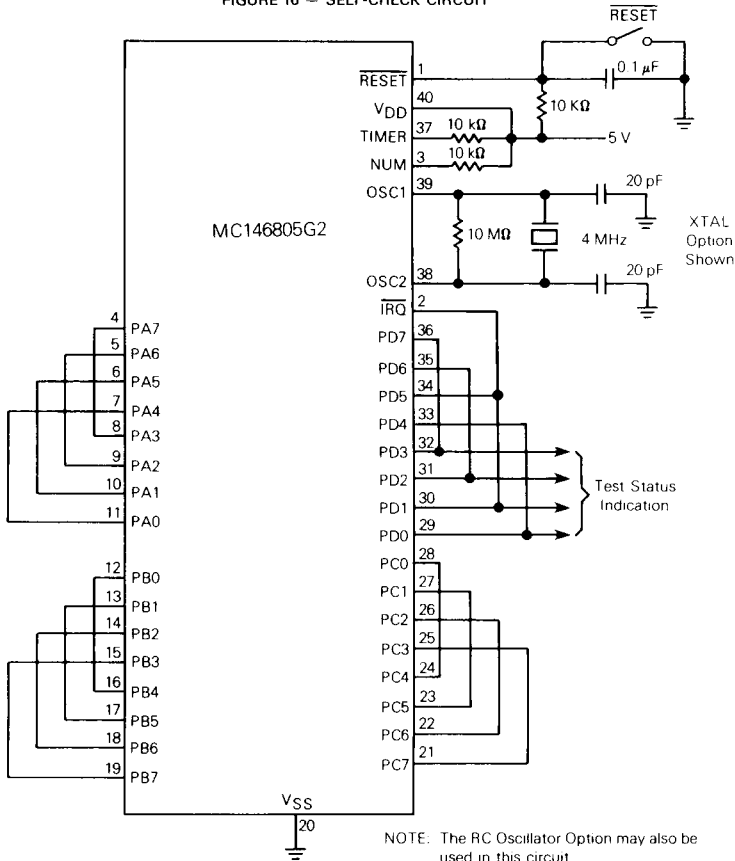 FIGURE 16 — SELF-CHECK CIRCUIT
RESET
1
RESET
0.1 µF
40
VDD
10 KΩ
37
TIMER
10 kΩ
5 V
3
NUM
10 kΩ
39
OSC1
20 pF
MC146805G2
10 MΩ
4 MHz
XTAL
Option
Shown
38
OSC2
20 pF
2
IRQ
4
PA7
36
PD7
5
PA6
35
PD6
6
PA5
34
PD5
7
PA4
33
PD4
8
PA3
32
PD3
9
PA2
31
PD2
Test Status
Indication
10
PA1
30
PD1
11
PA0
29
PD0
12
PB0
28
PC0
13
PB1
27
PC1
14
PB2
26
PC2
15
PB3
25
PC3
16
PB4
24
PC4
17
PB5
23
PC5
18
PB6
22
PC6
19
PB7
21
PC7
VSS
20
NOTE: The RC Oscillator Option may also be
used in this circuit